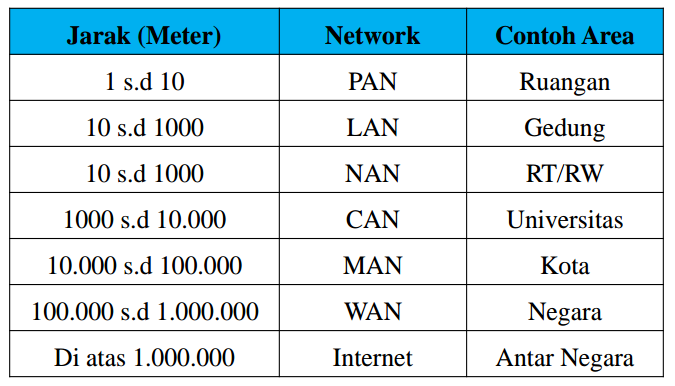 Jarak (Meter) Network Contoh Area
1 s.d 10 PAN Ruangan
10 s.d 1000 LAN Gedung
10 s.d 1000 NAN RT/RW
1000 s.d 10.000 CAN Universitas
10.000 s.d 100.000 MAN Kota
100.000 s.d 1.000.000 WAN Negara
Di atas 1.000.000 Internet Antar Negara